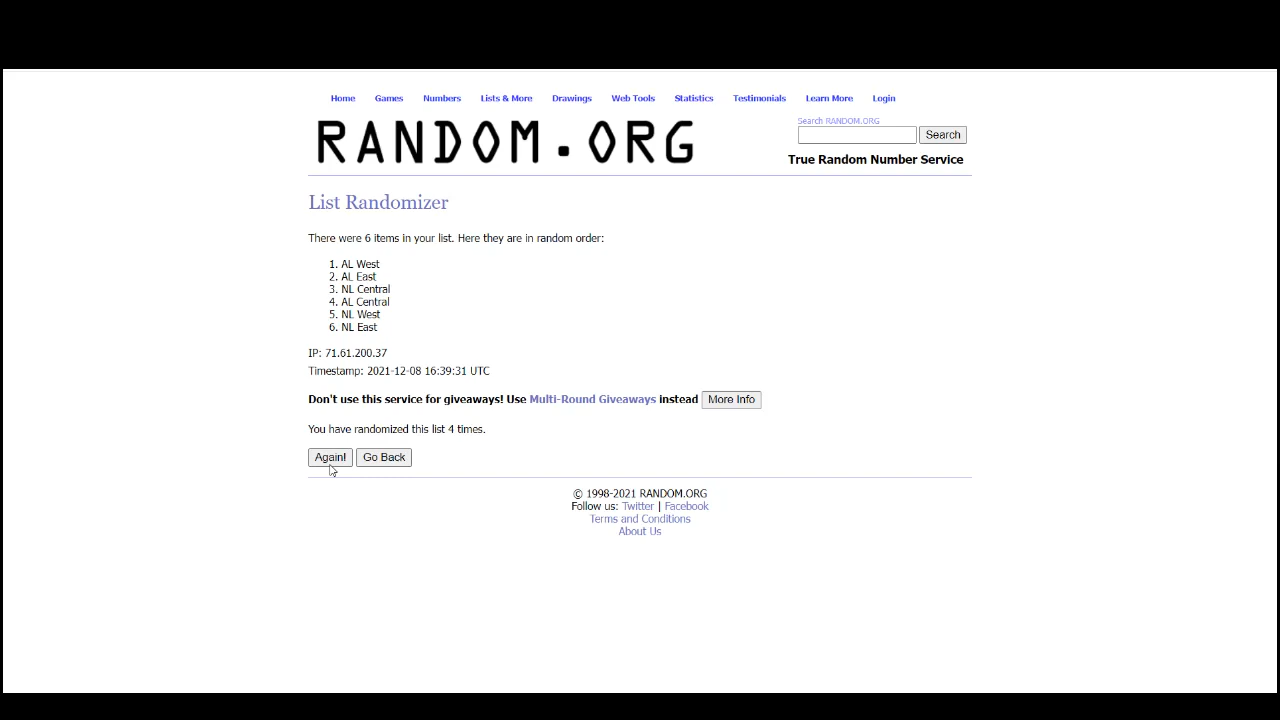 Home Games Numbers Lists & More Drawings Web Tools Statistics Testimonials Learn More Login
RANDOM.ORG
Search RANDOM.ORG
Search
True Random Number Service
List Randomizer
There were 6 items in your list. Here they are in random order:
1. AL West
2. AL East
3. NL Central
4. AL Central
5. NL West
6. NL East
IP: 71.61.200.37
Timestamp: 2021-12-08 16:39:31 UTC
Don't use this service for giveaways! Use Multi-Round Giveaways instead More Info
You have randomized this list 4 times.
Again! Go Back
© 1998-2021 RANDOM.ORG
Follow us: Twitter | Facebook
Terms and Conditions
About Us